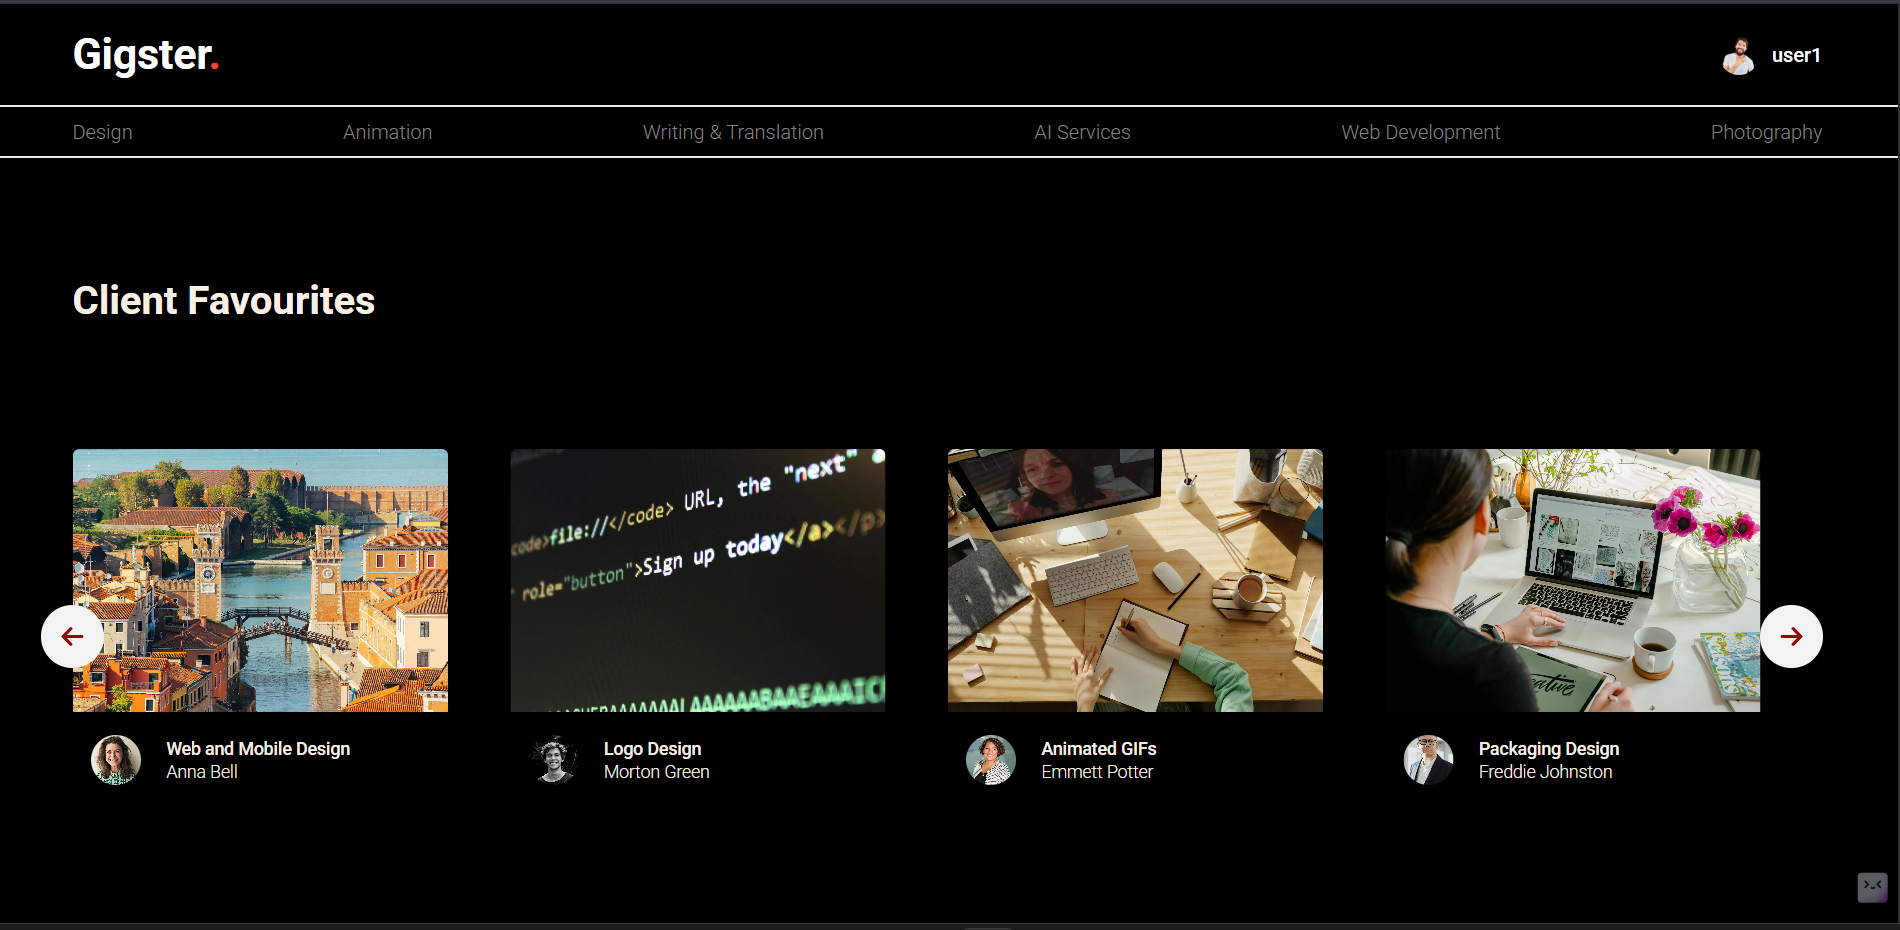 Gigster.
user1
Design
Animation
Writing & Translation
AI Services
Web Development
Photography
Client Favourites
code>file://</code> URL, the "next"
role="button">Sign up today</a></p>
creative
Web and Mobile Design
Anna Bell
Logo Design
Morton Green
Animated GIFs
Emmett Potter
Packaging Design
Freddie Johnston